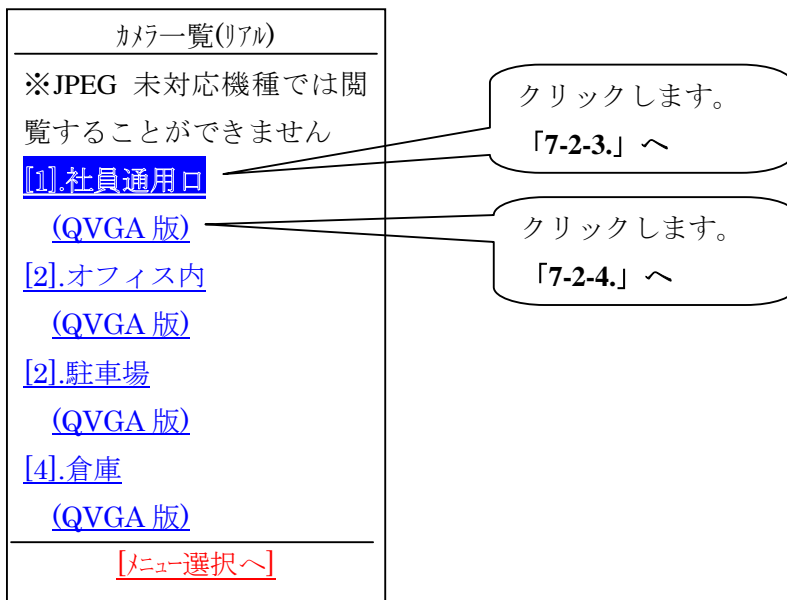 ｶﾒﾗ一覧(ﾘｱﾙ)
※JPEG 未対応機種では閲
覧することができません
[1].社員通用口
(QVGA 版)
[2].オフィス内
(QVGA 版)
[2].駐車場
(QVGA 版)
[4].倉庫
(QVGA 版)
[ﾒﾆｭｰ選択へ]
クリックします。
「7-2-3.」へ
クリックします。
「7-2-4.」へ